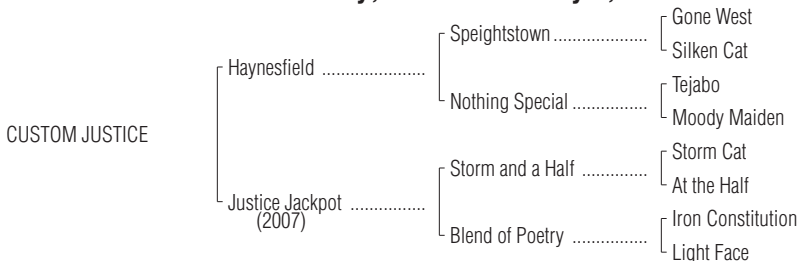 Gone West
Speightstown ....................
Silken Cat
Haynesfield ......................
Tejabo
Nothing Special ................
Moody Maiden
CUSTOM JUSTICE
Storm Cat
Storm and a Half ..............
At the Half
Justice Jackpot ................
(2007)
Iron Constitution
Blend of Poetry ................
Light Face